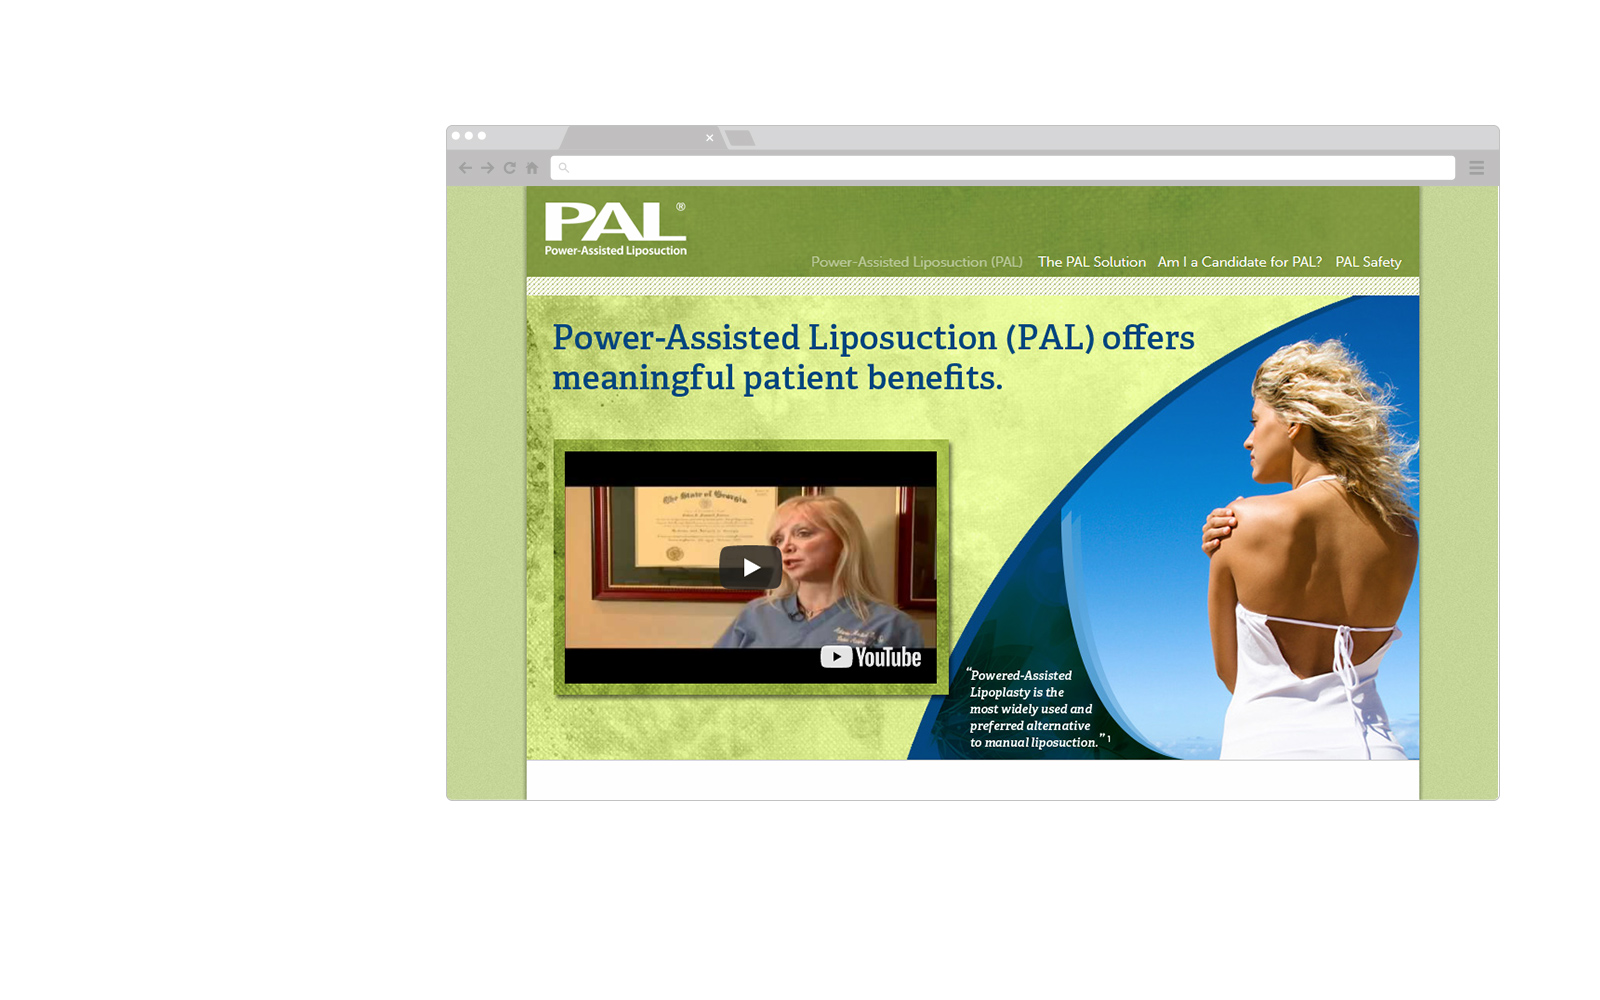 PAL®
Power-Assisted Liposuction
Power-Assisted Liposuction (PAL) The PAL Solution Am I a Candidate for PAL? PAL Safety
Power-Assisted Liposuction (PAL) offers
meaningful patient benefits.
The State of Georgia
YouTube
“Powered-Assisted
Lipoplasty is the
most widely used and
preferred alternative
to manual liposuction.” 1